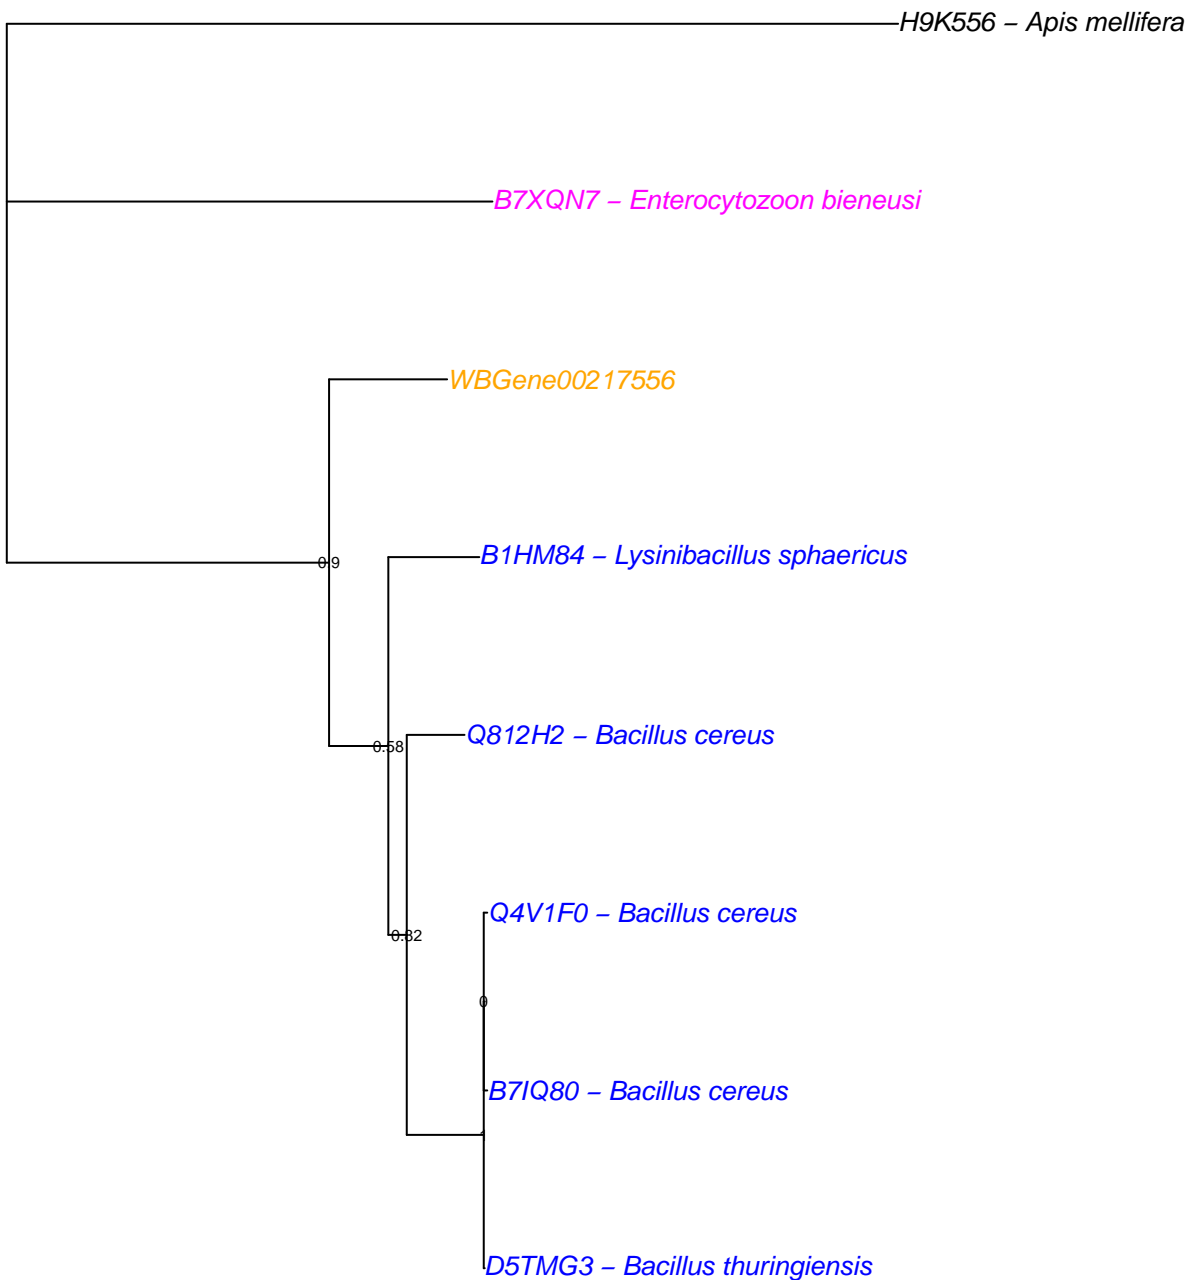 H9K556 – Apis mellifera
B7XQN7 – Enterocytozoon bieneusi
WBGene00217556
B1HM84 – Lysinibacillus sphaericus
0.9
Q812H2 – Bacillus cereus
0.58
Q4V1F0 – Bacillus cereus
0.82
0
B7IQ80 – Bacillus cereus
1
D5TMG3 – Bacillus thuringiensis